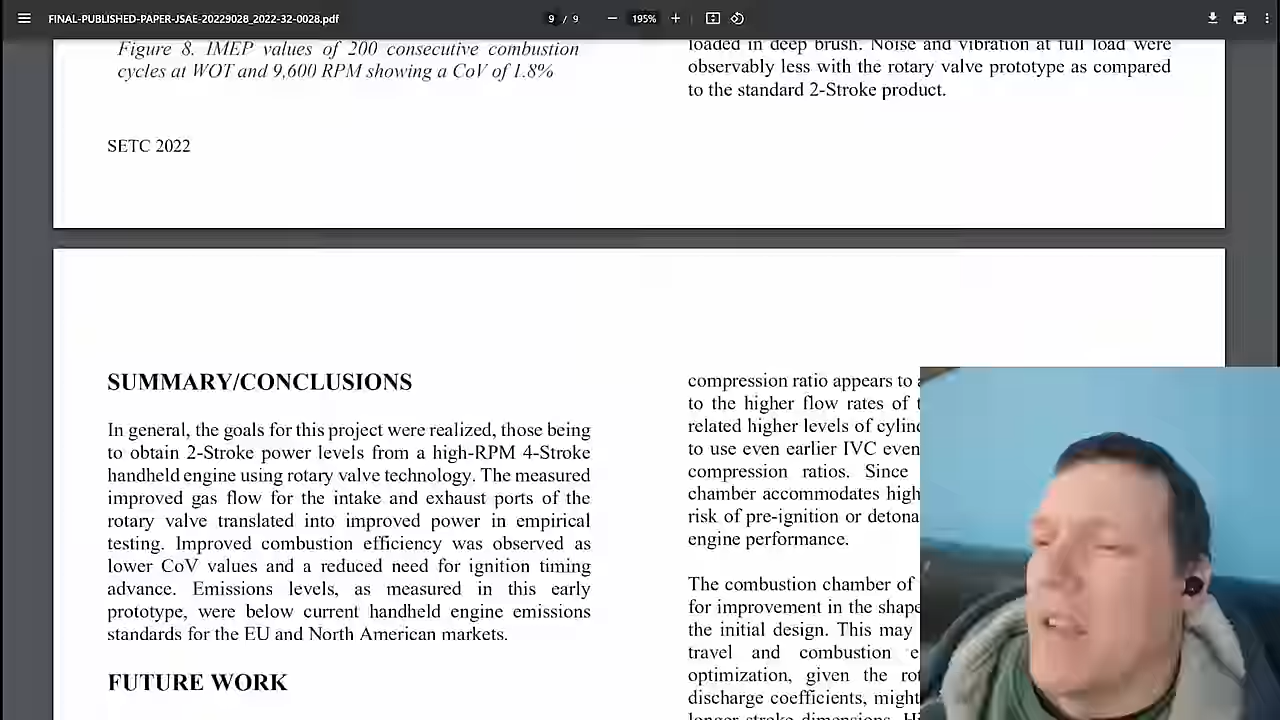 FINAL-PUBLISHED-PAPER-JSAE-20229028_2022-32-0028.pdf
9 / 9
195%
Figure 8. IMEP values of 200 consecutive combustion
cycles at WOT and 9,600 RPM showing a CoV of 1.8%
SETC 2022
loaded in deep brush. Noise and vibration at full load were
observably less with the rotary valve prototype as compared
to the standard 2-Stroke product.
SUMMARY/CONCLUSIONS
In general, the goals for this project were realized, those being
to obtain 2-Stroke power levels from a high-RPM 4-Stroke
handheld engine using rotary valve technology. The measured
improved gas flow for the intake and exhaust ports of the
rotary valve translated into improved power in empirical
testing. Improved combustion efficiency was observed as
lower CoV values and a reduced need for ignition timing
advance. Emissions levels, as measured in this early
prototype, were below current handheld engine emissions
standards for the EU and North American markets.
FUTURE WORK
compression ratio appears to
to the higher flow rates of
related higher levels of
to use even earlier IVC
compression ratios. Since
chamber accommodates
risk of pre-ignition or
engine performance.
The combustion chamber of
for improvement in the shape
the initial design. This may
travel and combustion
optimization, given the
discharge coefficients, might
longer stroke dimensions.